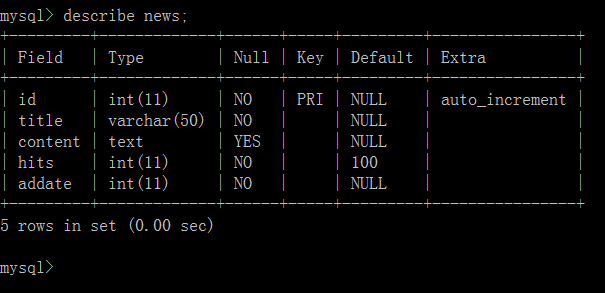 mysql> describe news;
+---------+-------------+------+-----+---------+----------------+
| Field   | Type        | Null | Key | Default | Extra          |
+---------+-------------+------+-----+---------+----------------+
| id      | int(11)     | NO   | PRI | NULL    | auto_increment |
| title   | varchar(50) | NO   |     | NULL    |                |
| content | text        | YES  |     | NULL    |                |
| hits    | int(11)     | NO   |     | 100     |                |
| addate  | int(11)     | NO   |     | NULL    |                |
+---------+-------------+------+-----+---------+----------------+
5 rows in set (0.00 sec)
mysql>